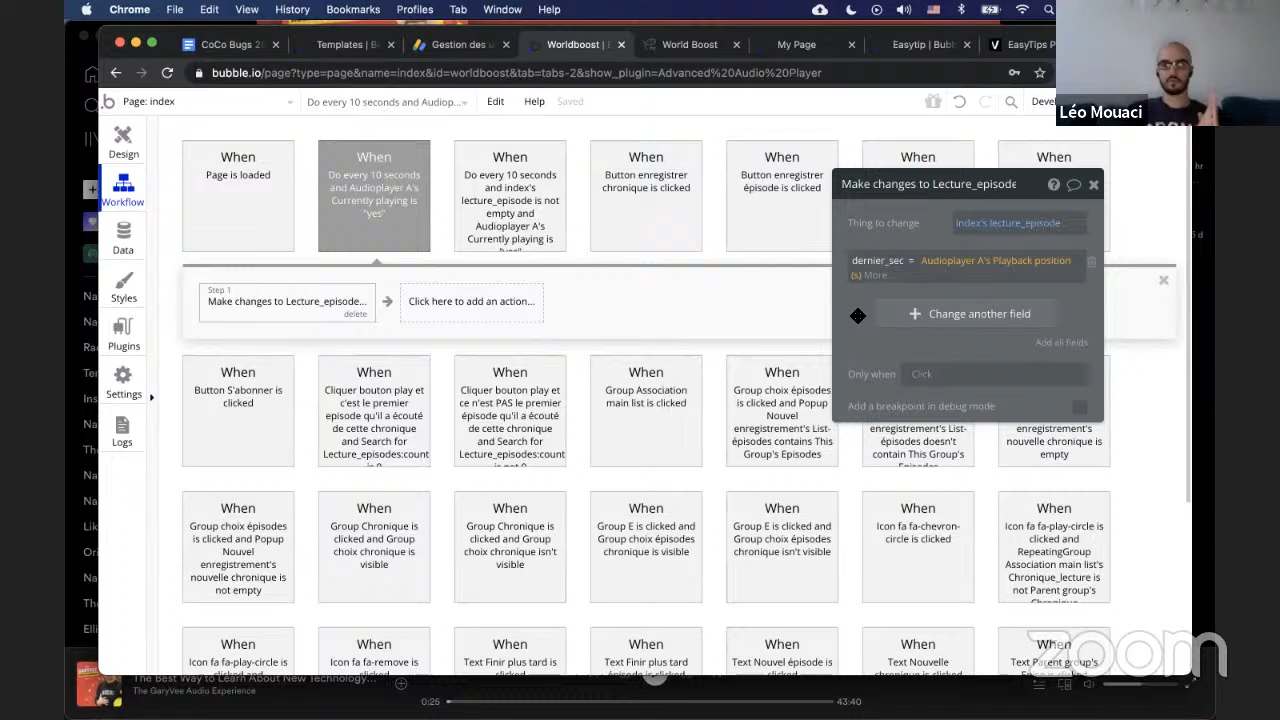 Chrome File Edit View History Bookmarks Profiles Tab Window Help
CoCo Bugs 2 Templates | B Gestion des u Worldboost | World Boost My Page Easytip | Bub EasyTips P
bubble.io/page?type=page&name=index&id=worldboost&tab=tabs-2&show_plugin=Advanced%20Audio%20Player
Léo Mouaci
Page: index Do every 10 seconds and Audiop... Edit Help Saved
Design
Workflow
Data
Styles
Plugins
Settings
Logs
When
Page is loaded
When
Do every 10 seconds
and Audioplayer A's
Currently playing is
"yes"
When
Do every 10 seconds
and index's
lecture_episode is
not empty and
Audioplayer A's
Currently playing is
"yes"
When
Button enregistrer
chronique is clicked
When
Button enregistrer
épisode is clicked
When
When
Make changes to Lecture_episode
Thing to change index's lecture_episode
dernier_sec = Audioplayer A's Playback position
(s) More...
Change another field
Add all fields
Only when Click
Add a breakpoint in debug mode
Step 1
Make changes to Lecture_episode...
delete
Click here to add an action...
When
Button S'abonner is
clicked
When
Cliquer bouton play et
c'est le premier
episode qu'il a écouté
de cette chronique
and Search for
Lecture_episodes:count
is 0
When
Cliquer bouton play et
ce n'est PAS le premier
épisode qu'il a écouté
de cette chronique
and Search for
Lecture_episodes:count
is not 0
When
Group Association
main list is clicked
When
Group choix épisodes
is clicked and Popup
Nouvel
enregistrement's List-
épisodes contains This
Group's Episodes
enregistrement's List-
épisodes doesn't
contain This Group's
Episodes
enregistrement's
nouvelle chronique is
empty
When
Group choix épisodes
is clicked and Popup
Nouvel
enregistrement's
nouvelle chronique is
not empty
When
Group Chronique is
clicked and Group
choix chronique is
visible
When
Group Chronique is
clicked and Group
choix chronique isn't
visible
When
Group E is clicked and
Group choix épisodes
chronique is visible
When
Group E is clicked and
Group choix épisodes
chronique isn't visible
When
Icon fa fa-chevron-
circle is clicked
When
Icon fa fa-play-circle is
clicked and
RepeatingGroup
Association main list's
Chronique_lecture is
not Parent group's
Chronique
When
Icon fa fa-play-circle is
clicked and
When
Icon fa fa-remove is
clicked
When
Text Finir plus tard is
clicked
When
Text Finir plus tard
When
Text Nouvel épisode is
clicked
When
Text Nouvelle
When
Text Parent group's
zoom
The Best Way to Learn About New Technology...
The GaryVee Audio Experience
0:25 43:40